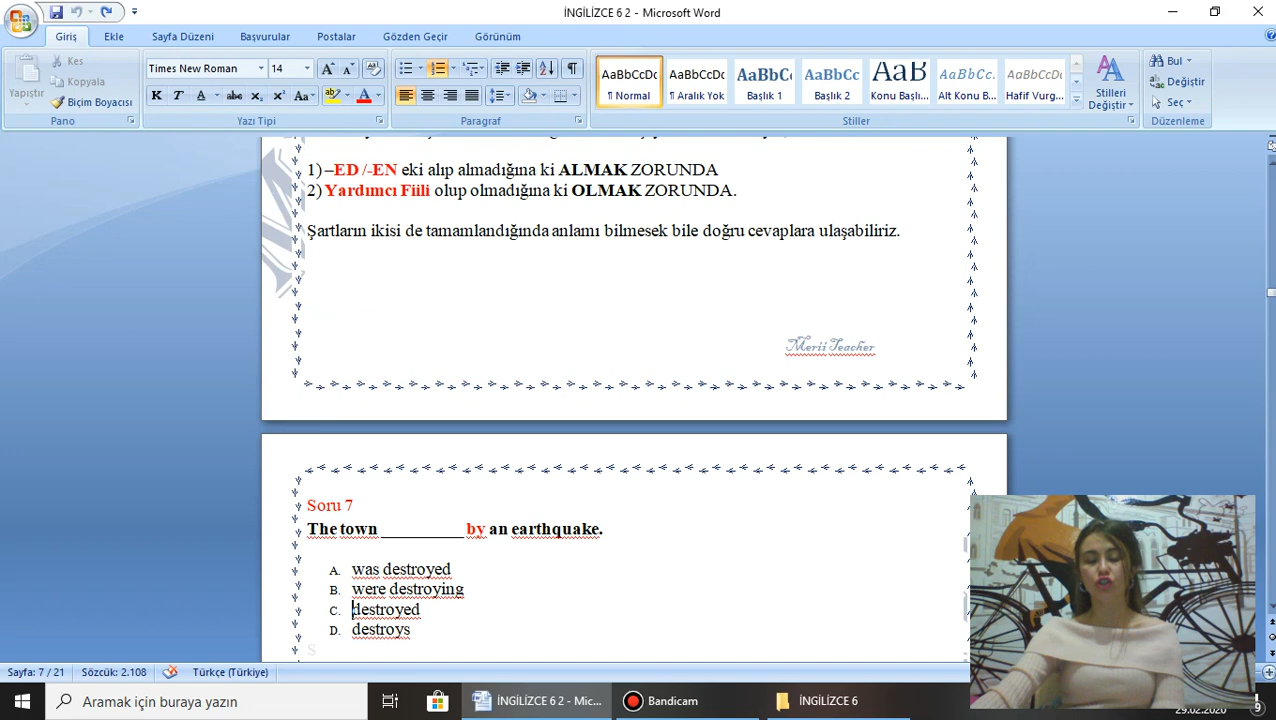 İNGİLİZCE 6 2 - Microsoft Word
Giriş Ekle Sayfa Düzeni Başvurular Postalar Gözden Geçir Görünüm
Yapıştır
Kes
Kopyala
Biçim Boyacısı
Pano
Times New Roman 14
Yazı Tipi
Paragraf
AaBbCcDc ¶ Normal
AaBbCcDc ¶ Aralık Yok
AaBbCc Başlık 1
AaBbCc Başlık 2
AaB Konu Başlı...
AaBbCc. Alt Konu B...
AaBbCcDc Hafif Vurg...
Stilleri Değiştir
Stiller
Bul
Değiştir
Seç
Düzenleme
1) –ED /-EN eki alıp almadığına ki ALMAK ZORUNDA
2) Yardımcı Fiili olup olmadığına ki OLMAK ZORUNDA.
Şartların ikisi de tamamlandığında anlamı bilmesek bile doğru cevaplara ulaşabiliriz.
Merii Teacher
Soru 7
The town __________ by an earthquake.
A. was destroyed
B. were destroying
C. destroyed
D. destroys
S
Sayfa: 7 / 21 Sözcük: 2.108 Türkçe (Türkiye)
Aramak için buraya yazın
İNGİLİZCE 6 2 - Mic...
Bandicam
İNGİLİZCE 6
29.02.2020